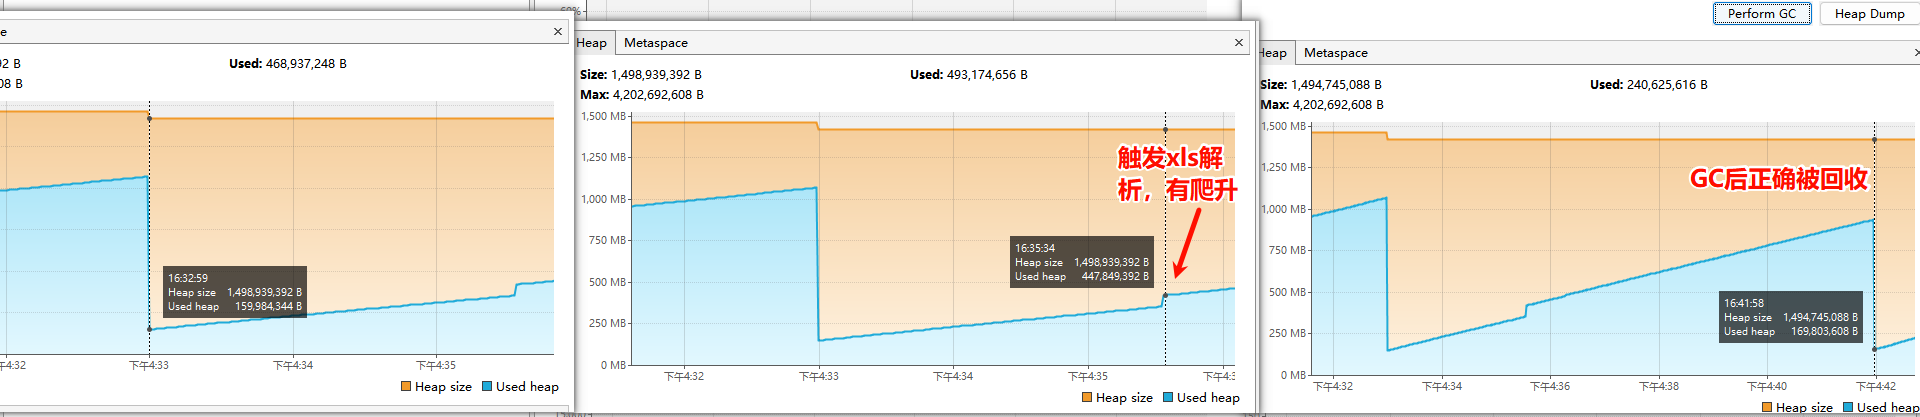 e
92 B
08 B
Used: 468,937,248 B
16:32:59
Heap size 1,498,939,392 B
Used heap 159,984,344 B
下午4:32
下午4:33
下午4:34
下午4:35
Heap size
Used heap
60%
Heap
Metaspace
Size: 1,498,939,392 B
Used: 493,174,656 B
Max: 4,202,692,608 B
1,500 MB
1,250 MB
1,000 MB
750 MB
500 MB
250 MB
0 MB
触发xls解
析，有爬升
16:35:34
Heap size 1,498,939,392 B
Used heap 447,849,392 B
下午4:32
下午4:33
下午4:34
下午4:35
下午4:3
Heap size
Used heap
Perform GC
Heap Dump
Heap
Metaspace
Size: 1,494,745,088 B
Used: 240,625,616 B
Max: 4,202,692,608 B
1,500 MB
1,250 MB
1,000 MB
750 MB
500 MB
250 MB
0 MB
GC后正确被回收
16:41:58
Heap size 1,494,745,088 B
Used heap 169,803,608 B
下午4:32
下午4:34
下午4:36
下午4:38
下午4:40
下午4:42
Heap size
Used heap